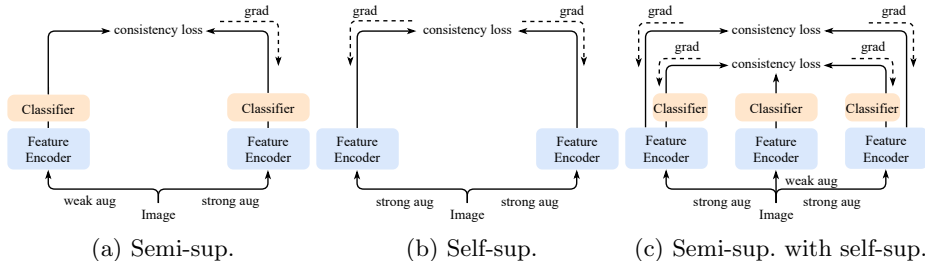 grad
consistency loss
Classifier
Classifier
Feature
Encoder
Feature
Encoder
weak aug
strong aug
Image
(a) Semi-sup.
grad
grad
consistency loss
Feature
Encoder
Feature
Encoder
strong aug
strong aug
Image
(b) Self-sup.
grad
grad
consistency loss
grad
grad
consistency loss
Classifier
Classifier
Classifier
Feature
Encoder
Feature
Encoder
Feature
Encoder
weak aug
strong aug
strong aug
Image
(c) Semi-sup. with self-sup.